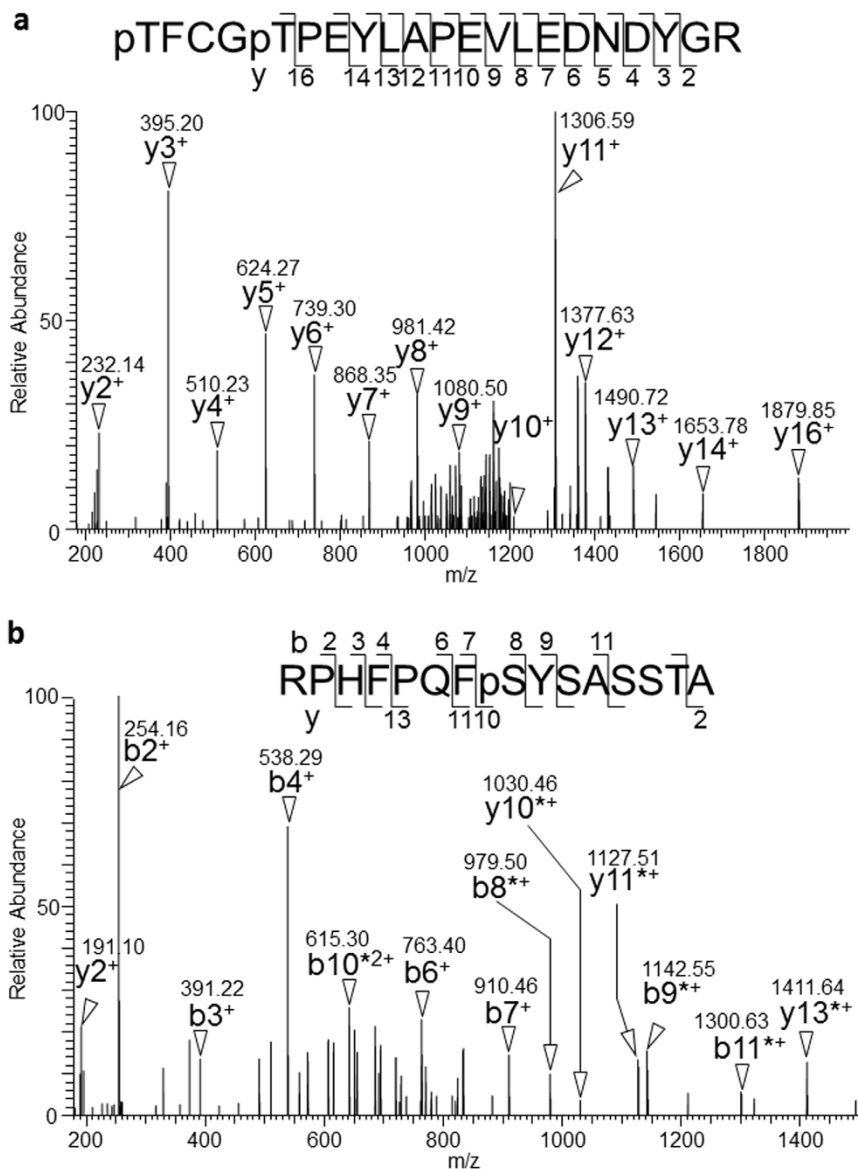 a
pTFCGpTPEYLAPEVLEDNDYGR
y 16 14 13 12 11 10 9 8 7 6 5 4 3 2
100
50
0
Relative Abundance
232.14
y2+
395.20
y3+
510.23
y4+
624.27
y5+
739.30
y6+
868.35
y7+
981.42
y8+
1080.50
y9+
y10+
1306.59
y11+
1377.63
y12+
1490.72
y13+
1653.78
y14+
1879.85
y16+
200 400 600 800 1000 1200 1400 1600 1800
m/z
b
b 2 3 4 6 7 8 9 11
RPHFPQFpSYSASSTA
y 13 11 10 2
100
50
0
Relative Abundance
191.10
y2+
254.16
b2+
391.22
b3+
538.29
b4+
615.30
b10*2+
763.40
b6+
910.46
b7+
979.50
b8*+
1030.46
y10*+
1127.51
y11*+
1142.55
b9*+
1300.63
b11*+
1411.64
y13*+
200 400 600 800 1000 1200 1400
m/z